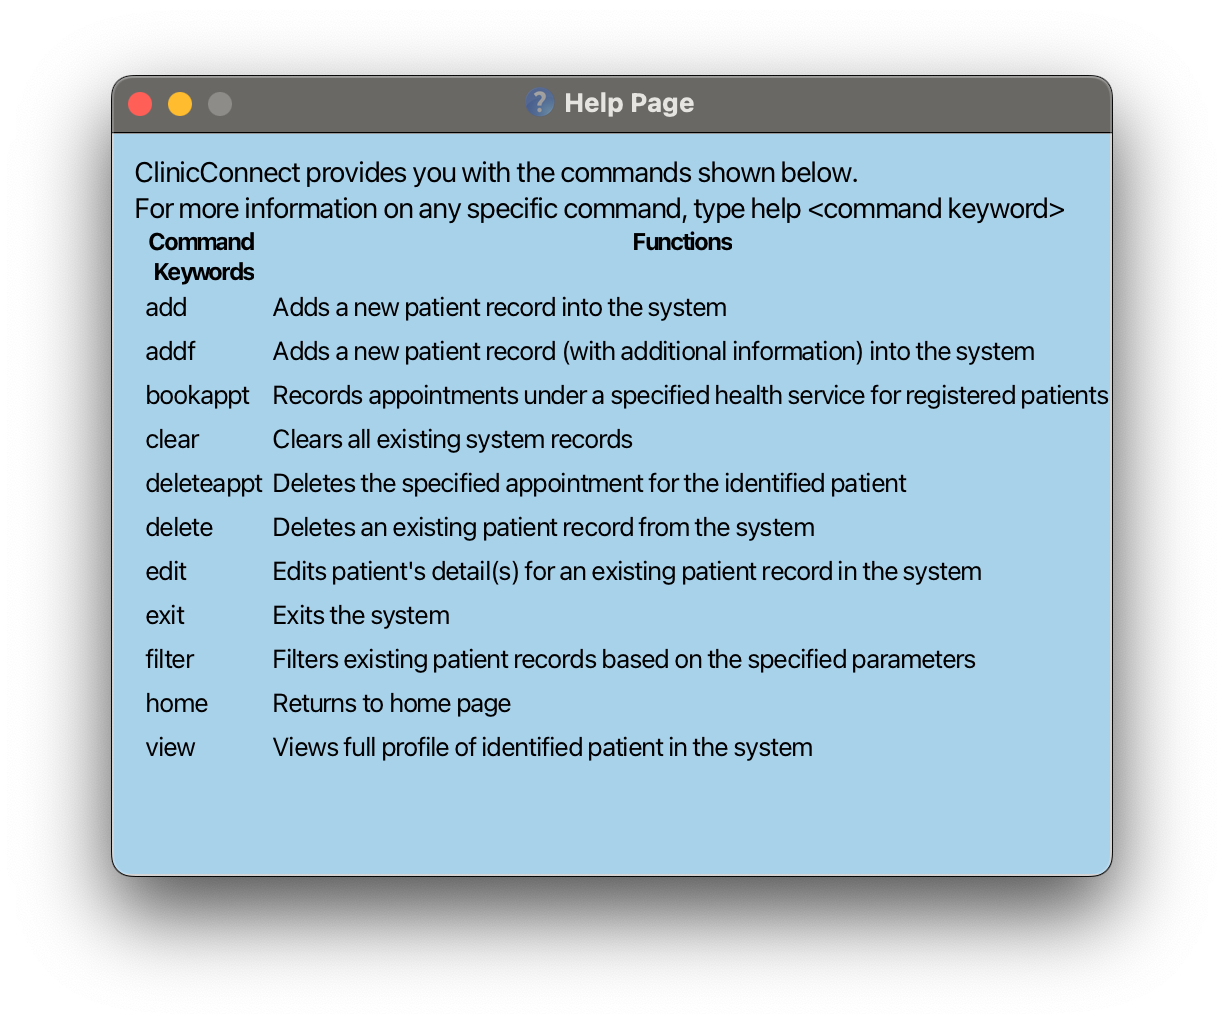 Help Page
ClinicConnect provides you with the commands shown below.
For more information on any specific command, type help <command keyword>
Command Functions
Keywords
add Adds a new patient record into the system
addf Adds a new patient record (with additional information) into the system
bookappt Records appointments under a specified health service for registered patients
clear Clears all existing system records
deleteappt Deletes the specified appointment for the identified patient
delete Deletes an existing patient record from the system
edit Edits patient's detail(s) for an existing patient record in the system
exit Exits the system
filter Filters existing patient records based on the specified parameters
home Returns to home page
view Views full profile of identified patient in the system